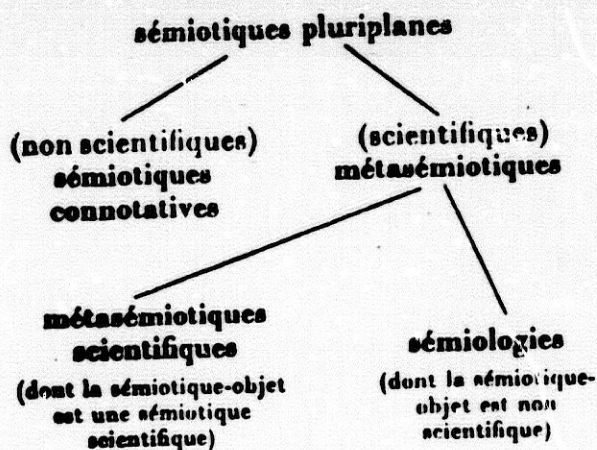 sémiotiques pluriplanes
(non scientifiques)
sémiotiques
connotatives
(scientifiques)
métasémiotiques
métasémiotiques
scientifiques
(dont la sémiotique-objet
est une sémiotique
scientifique)
sémiologies
(dont la sémiotique-
objet est non
scientifique)